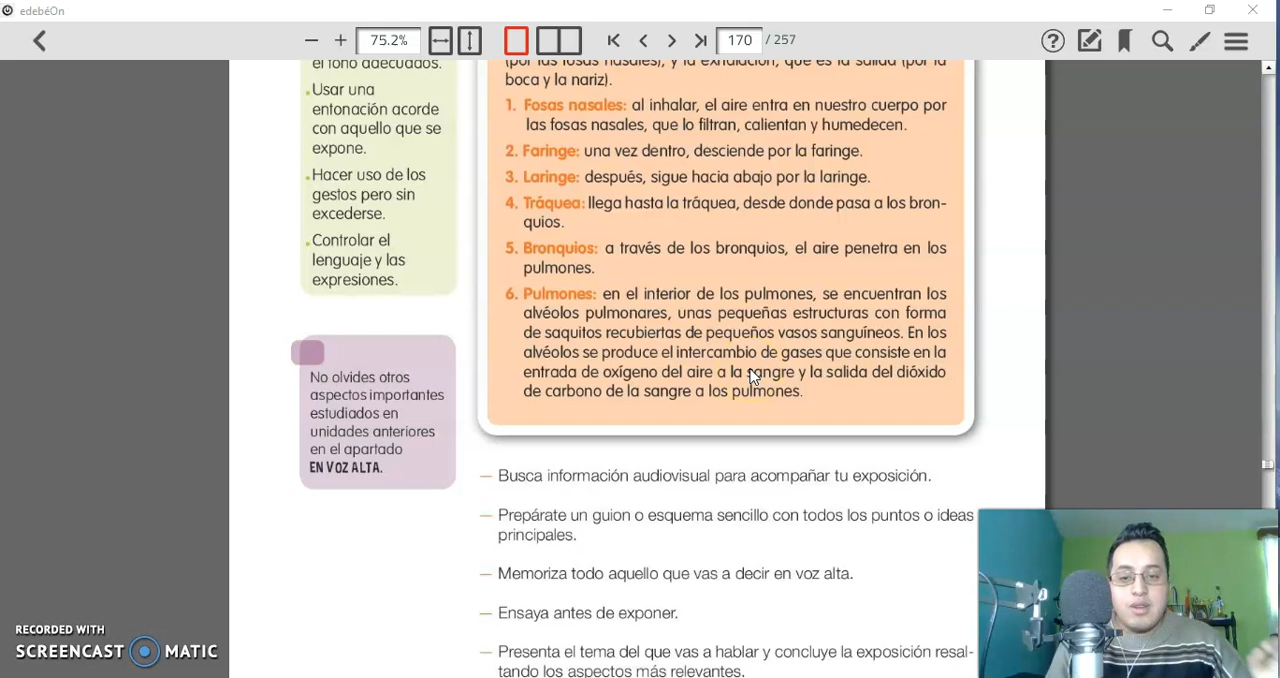 edebéOn
75.2%
170 / 257
el tono adecuados.
Usar una
entonación acorde
con aquello que se
expone.
Hacer uso de los
gestos pero sin
excederse.
Controlar el
lenguaje y las
expresiones.
No olvides otros
aspectos importantes
estudiados en
unidades anteriores
en el apartado
EN VOZ ALTA.
(por las fosas nasales), y la exhalación, que es la salida (por la
boca y la nariz).
1. Fosas nasales: al inhalar, el aire entra en nuestro cuerpo por
las fosas nasales, que lo filtran, calientan y humedecen.
2. Faringe: una vez dentro, desciende por la faringe.
3. Laringe: después, sigue hacia abajo por la laringe.
4. Tráquea: llega hasta la tráquea, desde donde pasa a los bron-
quios.
5. Bronquios: a través de los bronquios, el aire penetra en los
pulmones.
6. Pulmones: en el interior de los pulmones, se encuentran los
alvéolos pulmonares, unas pequeñas estructuras con forma
de saquitos recubiertas de pequeños vasos sanguíneos. En los
alvéolos se produce el intercambio de gases que consiste en la
entrada de oxígeno del aire a la sangre y la salida del dióxido
de carbono de la sangre a los pulmones.
— Busca información audiovisual para acompañar tu exposición.
— Prepárate un guion o esquema sencillo con todos los puntos o ideas
principales.
— Memoriza todo aquello que vas a decir en voz alta.
— Ensaya antes de exponer.
— Presenta el tema del que vas a hablar y concluye la exposición resal-
tando los aspectos más relevantes.
RECORDED WITH
SCREENCAST MATIC